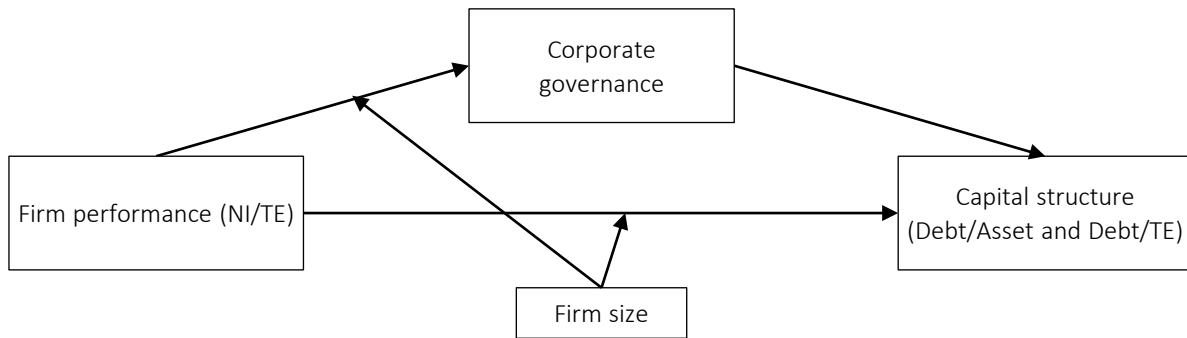 Corporate
governance
Firm performance (NI/TE)
Capital structure
(Debt/Asset and Debt/TE)
Firm size